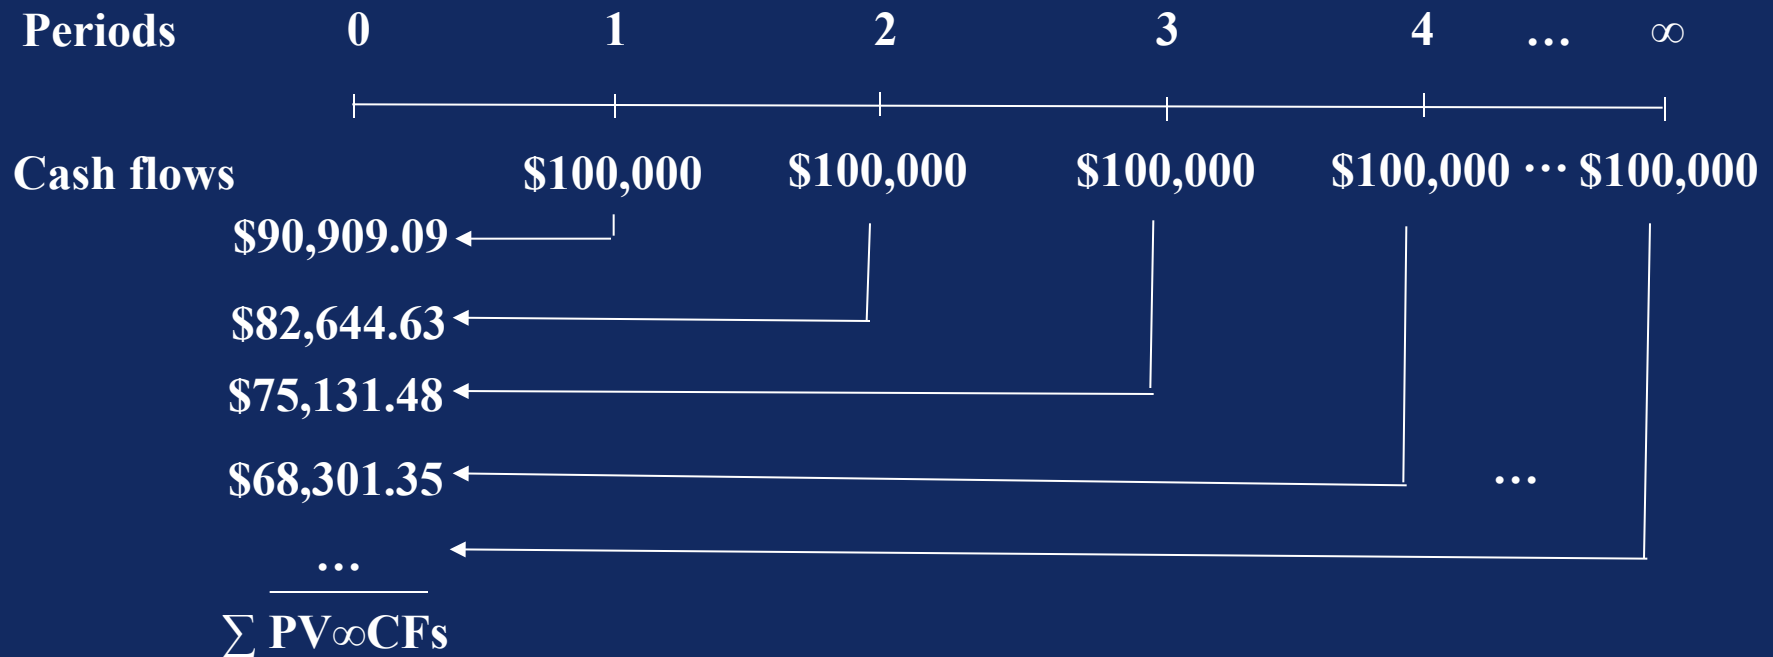 Periods 0 1 2 3 4 … ∞
Cash flows $100,000 $100,000 $100,000 $100,000 … $100,000
$90,909.09
$82,644.63
$75,131.48
$68,301.35 …
…
∑ PV∞CFs